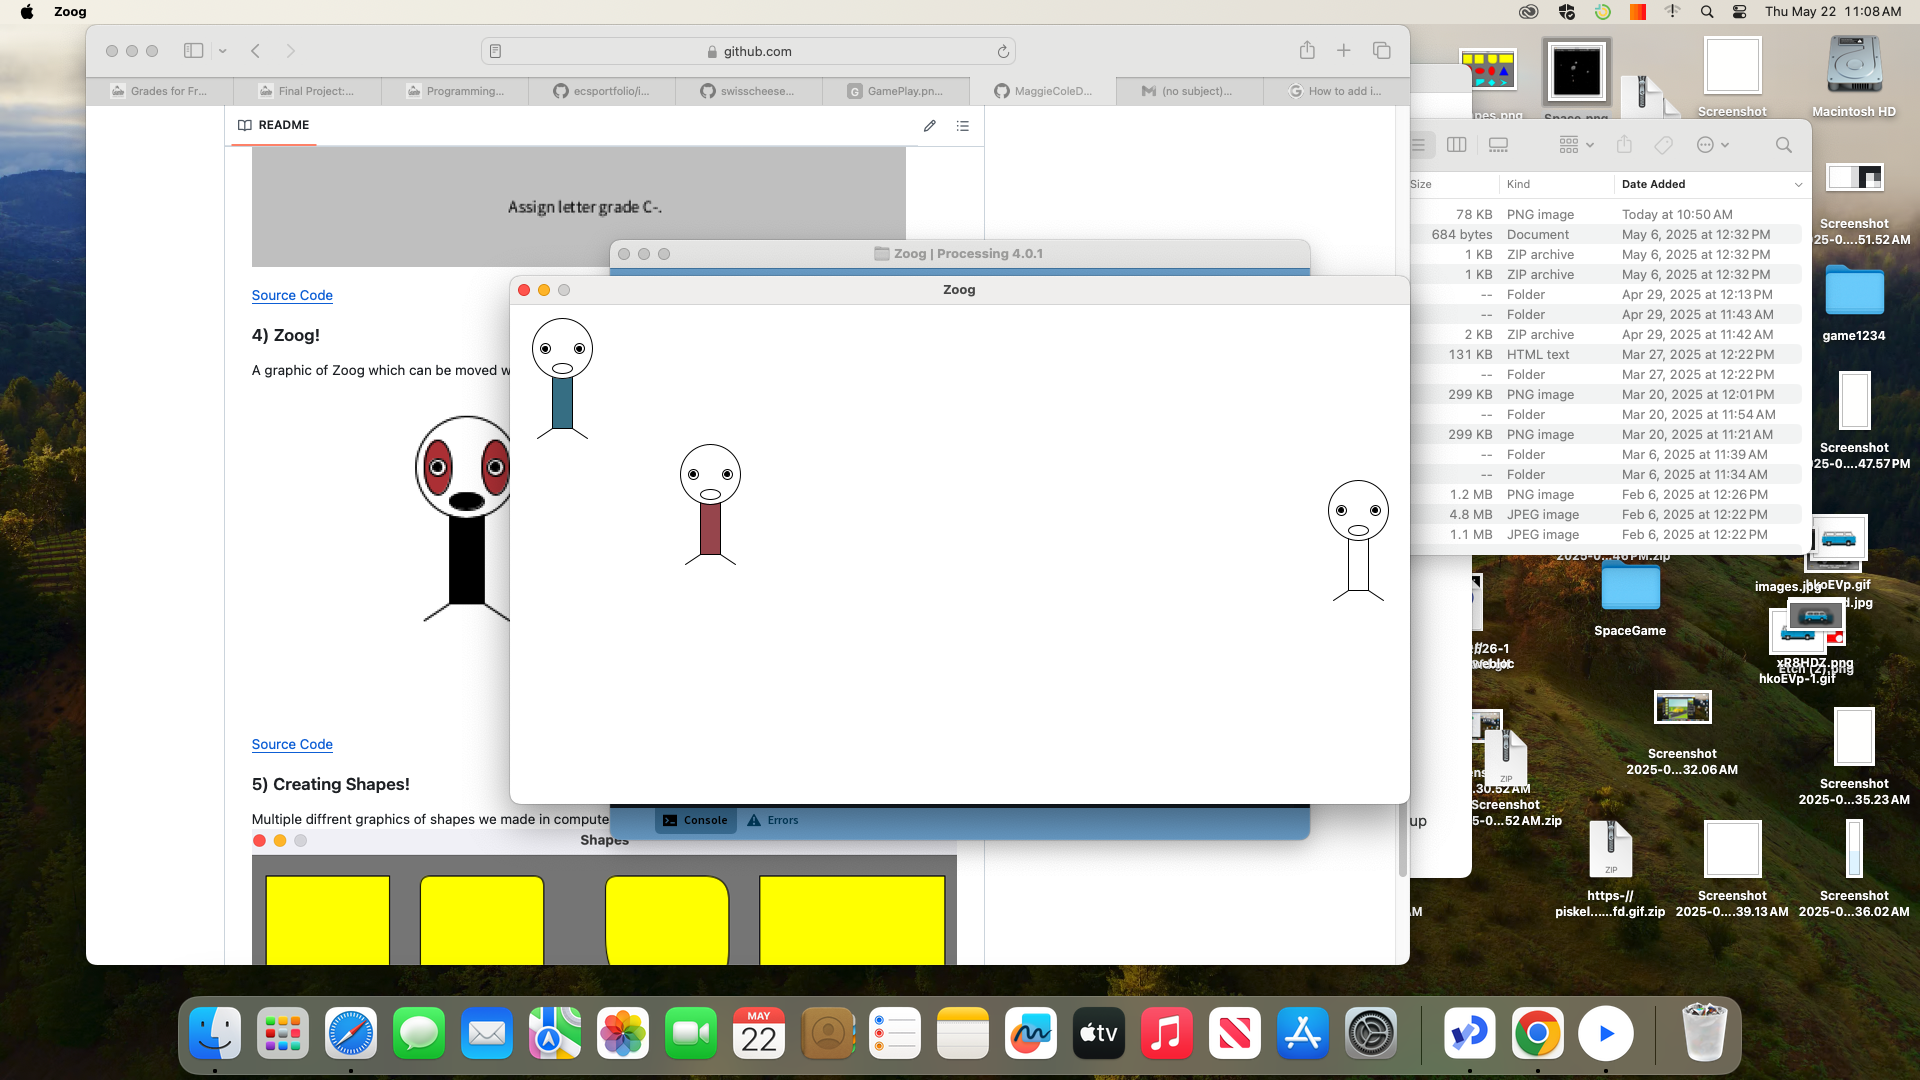 Zoog
Thu May 22 11:08 AM
github.com
Grades for Fr...
Final Project:...
Programming...
ecsportfolio/i...
swisscheese...
GamePlay.pn...
MaggieColeD...
(no subject)...
How to add i...
README
Assign letter grade C-.
Source Code
4) Zoog!
A graphic of Zoog which can be moved w
Source Code
5) Creating Shapes!
Multiple diffrent graphics of shapes we made in compute
Shapes
Zoog | Processing 4.0.1
Zoog
Console
Errors
Size
Kind
Date Added
78 KB PNG image Today at 10:50 AM
684 bytes Document May 6, 2025 at 12:32 PM
1 KB ZIP archive May 6, 2025 at 12:32 PM
1 KB ZIP archive May 6, 2025 at 12:32 PM
-- Folder Apr 29, 2025 at 12:13 PM
-- Folder Apr 29, 2025 at 11:43 AM
2 KB ZIP archive Apr 29, 2025 at 11:42 AM
131 KB HTML text Mar 27, 2025 at 12:22 PM
-- Folder Mar 27, 2025 at 12:22 PM
299 KB PNG image Mar 20, 2025 at 12:01 PM
-- Folder Mar 20, 2025 at 11:54 AM
299 KB PNG image Mar 20, 2025 at 11:21 AM
-- Folder Mar 6, 2025 at 11:39 AM
-- Folder Mar 6, 2025 at 11:34 AM
1.2 MB PNG image Feb 6, 2025 at 12:26 PM
4.8 MB JPEG image Feb 6, 2025 at 12:22 PM
1.1 MB JPEG image Feb 6, 2025 at 12:22 PM
Screenshot
Macintosh HD
Screenshot
25-0....51.52 AM
game1234
Screenshot
25-0....47.57 PM
images.jpg
hkoEVp.gif
d.jpg
xR8HDZ.png
hkoEVp-1.gif
SpaceGame
Screenshot
2025-0...32.06 AM
Screenshot
2025-0....35.23 AM
.30.52 AM
Screenshot
5-0...52 AM.zip
up
ZIP
ZIP
https-//
piskel......fd.gif.zip
Screenshot
2025-0....39.13 AM
Screenshot
2025-0....36.02 AM
MAY
22
tv